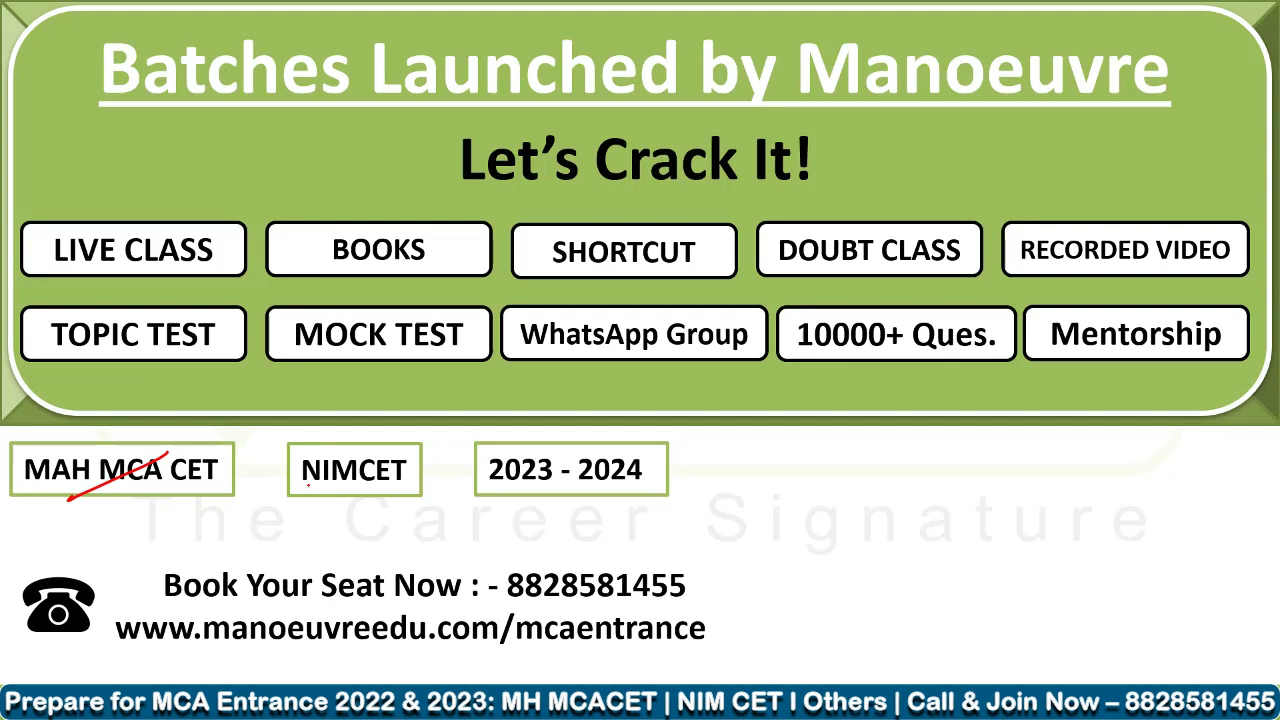 Batches Launched by Manoeuvre
Let's Crack It!
LIVE CLASS BOOKS SHORTCUT DOUBT CLASS RECORDED VIDEO
TOPIC TEST MOCK TEST WhatsApp Group 10000+ Ques. Mentorship
MAH MCA CET NIMCET 2023 - 2024
The Career Signature
Book Your Seat Now : - 8828581455
www.manoeuvreedu.com/mcaentrance
Prepare for MCA Entrance 2022 & 2023: MH MCACET | NIM CET I Others | Call & Join Now – 8828581455